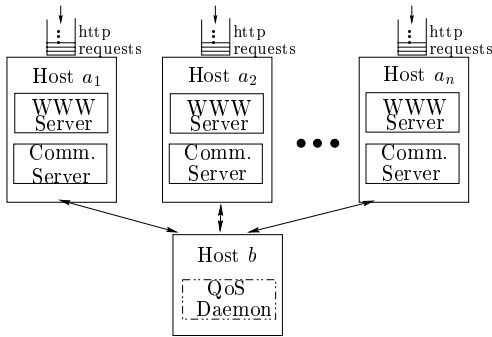 http
requests
http
requests
http
requests
Host a1
Host a2
Host an
WWW
Server
WWW
Server
WWW
Server
Comm.
Server
Comm.
Server
Comm.
Server
Host b
QoS
Daemon